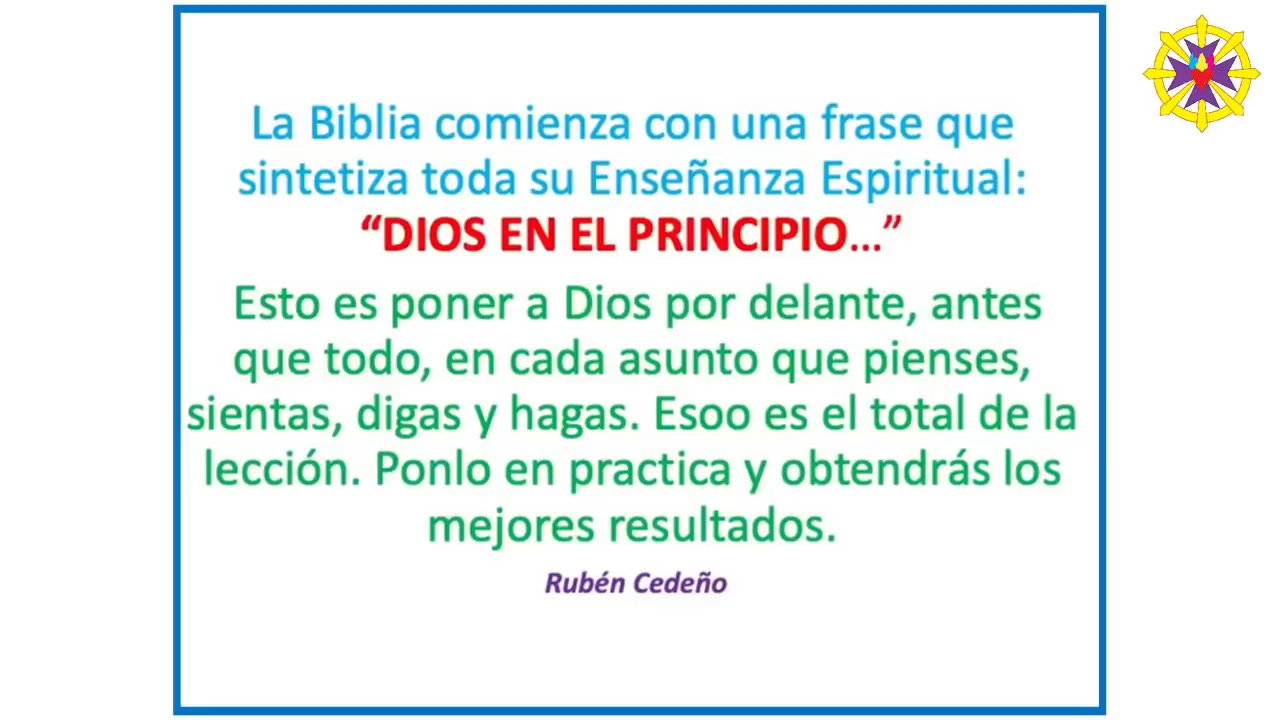 La Biblia comienza con una frase que
sintetiza toda su Enseñanza Espiritual:
“DIOS EN EL PRINCIPIO...”
Esto es poner a Dios por delante, antes
que todo, en cada asunto que pienses,
sientas, digas y hagas. Esoo es el total de la
lección. Ponlo en practica y obtendrás los
mejores resultados.
Rubén Cedeño